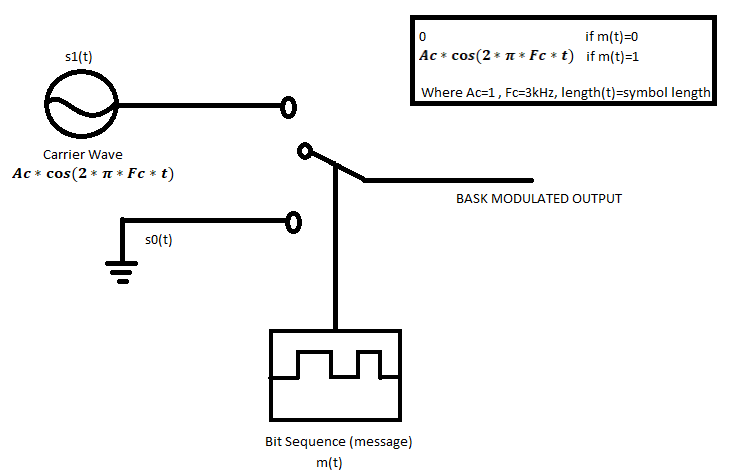 s1(t)
Carrier Wave
Ac * cos(2 * π * Fc * t)
s0(t)
0 if m(t)=0
Ac * cos(2 * π * Fc * t) if m(t)=1
Where Ac=1 , Fc=3kHz, length(t)=symbol length
BASK MODULATED OUTPUT
Bit Sequence (message)
m(t)